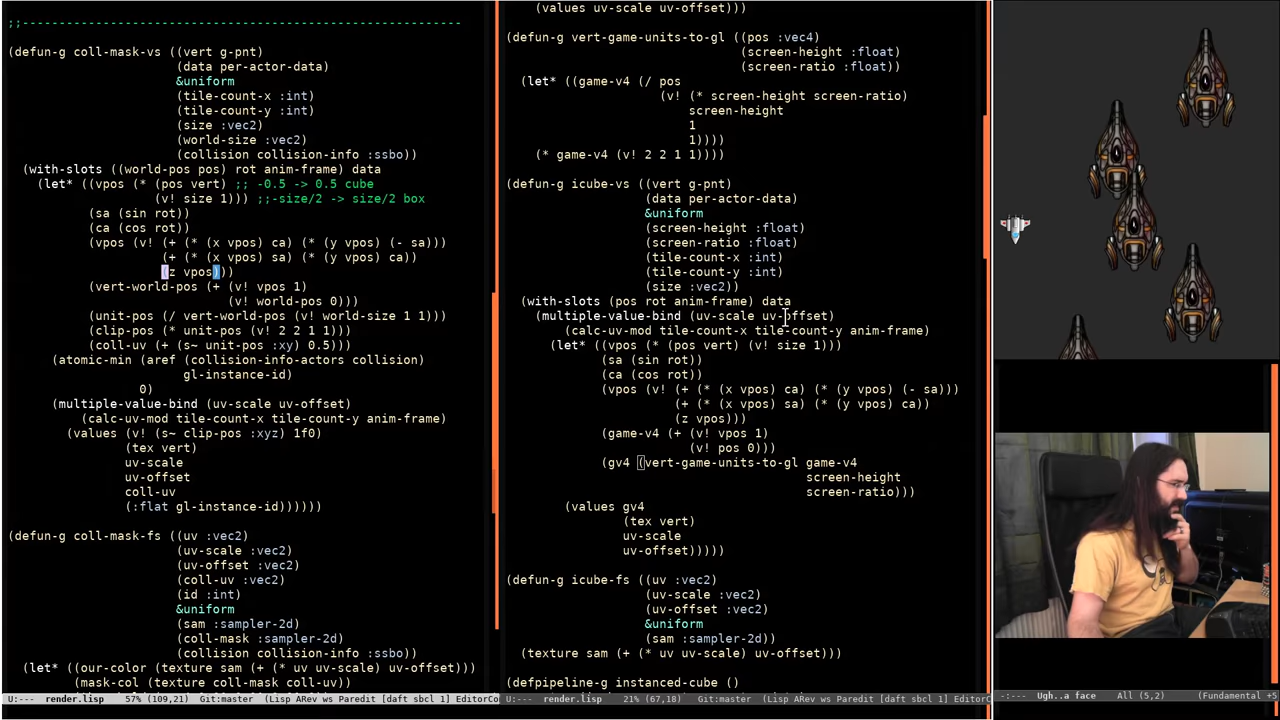 ;;-----------------------------------------------------------
(defun-g coll-mask-vs ((vert g-pnt)
(data per-actor-data)
&uniform
(tile-count-x :int)
(tile-count-y :int)
(size :vec2)
(world-size :vec2)
(collision collision-info :ssbo))
(with-slots ((world-pos pos) rot anim-frame) data
(let* ((vpos (* (pos vert) ;; -0.5 -> 0.5 cube
(v! size 1))) ;;-size/2 -> size/2 box
(sa (sin rot))
(ca (cos rot))
(vpos (v! (+ (* (x vpos) ca) (* (y vpos) (- sa)))
(+ (* (x vpos) sa) (* (y vpos) ca))
(z vpos)))
(vert-world-pos (+ (v! vpos 1)
(v! world-pos 0)))
(unit-pos (/ vert-world-pos (v! world-size 1 1)))
(clip-pos (* unit-pos (v! 2 2 1 1)))
(coll-uv (+ (s~ unit-pos :xy) 0.5)))
(atomic-min (aref (collision-info-actors collision)
gl-instance-id)
0)
(multiple-value-bind (uv-scale uv-offset)
(calc-uv-mod tile-count-x tile-count-y anim-frame)
(values (v! (s~ clip-pos :xyz) 1f0)
(tex vert)
uv-scale
uv-offset
coll-uv
(:flat gl-instance-id))))))
(defun-g coll-mask-fs ((uv :vec2)
(uv-scale :vec2)
(uv-offset :vec2)
(coll-uv :vec2)
(id :int)
&uniform
(sam :sampler-2d)
(coll-mask :sampler-2d)
(collision collision-info :ssbo))
(let* ((our-color (texture sam (+ (* uv uv-scale) uv-offset)))
(mask-col (texture coll-mask coll-uv))
U:---  render.lisp    57% (109,21)   Git:master  (Lisp ARev ws Paredit [daft sbcl 1] EditorCo
(values uv-scale uv-offset)))
(defun-g vert-game-units-to-gl ((pos :vec4)
(screen-height :float)
(screen-ratio :float))
(let* ((game-v4 (/ pos
(v! (* screen-height screen-ratio)
screen-height
1
1))))
(* game-v4 (v! 2 2 1 1))))
(defun-g icube-vs ((vert g-pnt)
(data per-actor-data)
&uniform
(screen-height :float)
(screen-ratio :float)
(tile-count-x :int)
(tile-count-y :int)
(size :vec2))
(with-slots (pos rot anim-frame) data
(multiple-value-bind (uv-scale uv-offset)
(calc-uv-mod tile-count-x tile-count-y anim-frame)
(let* ((vpos (* (pos vert) (v! size 1)))
(sa (sin rot))
(ca (cos rot))
(vpos (v! (+ (* (x vpos) ca) (* (y vpos) (- sa)))
(+ (* (x vpos) sa) (* (y vpos) ca))
(z vpos)))
(game-v4 (+ (v! vpos 1)
(v! pos 0)))
(gv4 (vert-game-units-to-gl game-v4
screen-height
screen-ratio)))
(values gv4
(tex vert)
uv-scale
uv-offset)))))
(defun-g icube-fs ((uv :vec2)
(uv-scale :vec2)
(uv-offset :vec2)
&uniform
(sam :sampler-2d))
(texture sam (+ (* uv uv-scale) uv-offset)))
(defpipeline-g instanced-cube ()
U:---  render.lisp    21% (67,18)    Git:master  (Lisp ARev ws Paredit [daft sbcl 1] EditorC
-:---  Ugh..a face    All (5,2)      (Fundamental +5